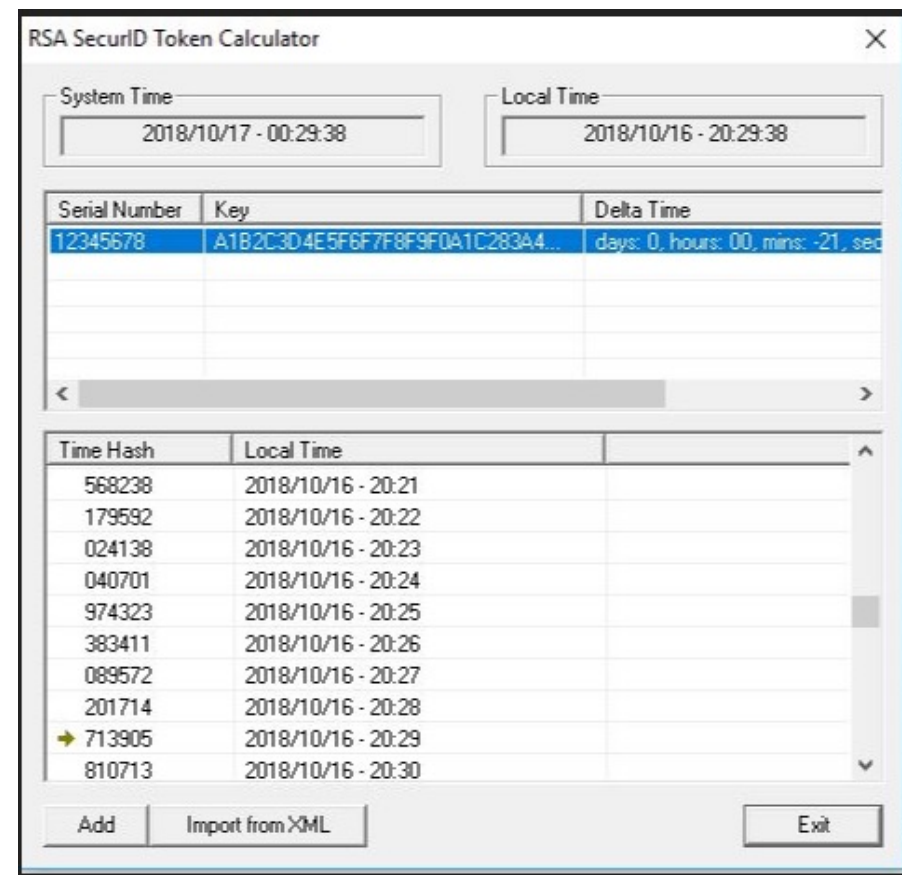 RSA SecurID Token Calculator
System Time
2018/10/17 - 00:29:38
Local Time
2018/10/16 - 20:29:38
Serial Number Key Delta Time
12345678 A1B2C3D4E5F6F7F8F9F0A1C283A4... days: 0, hours: 00, mins: -21, sec
Time Hash Local Time
568238 2018/10/16 - 20:21
179592 2018/10/16 - 20:22
024138 2018/10/16 - 20:23
040701 2018/10/16 - 20:24
974323 2018/10/16 - 20:25
383411 2018/10/16 - 20:26
089572 2018/10/16 - 20:27
201714 2018/10/16 - 20:28
713905 2018/10/16 - 20:29
810713 2018/10/16 - 20:30
Add Import from XML Exit